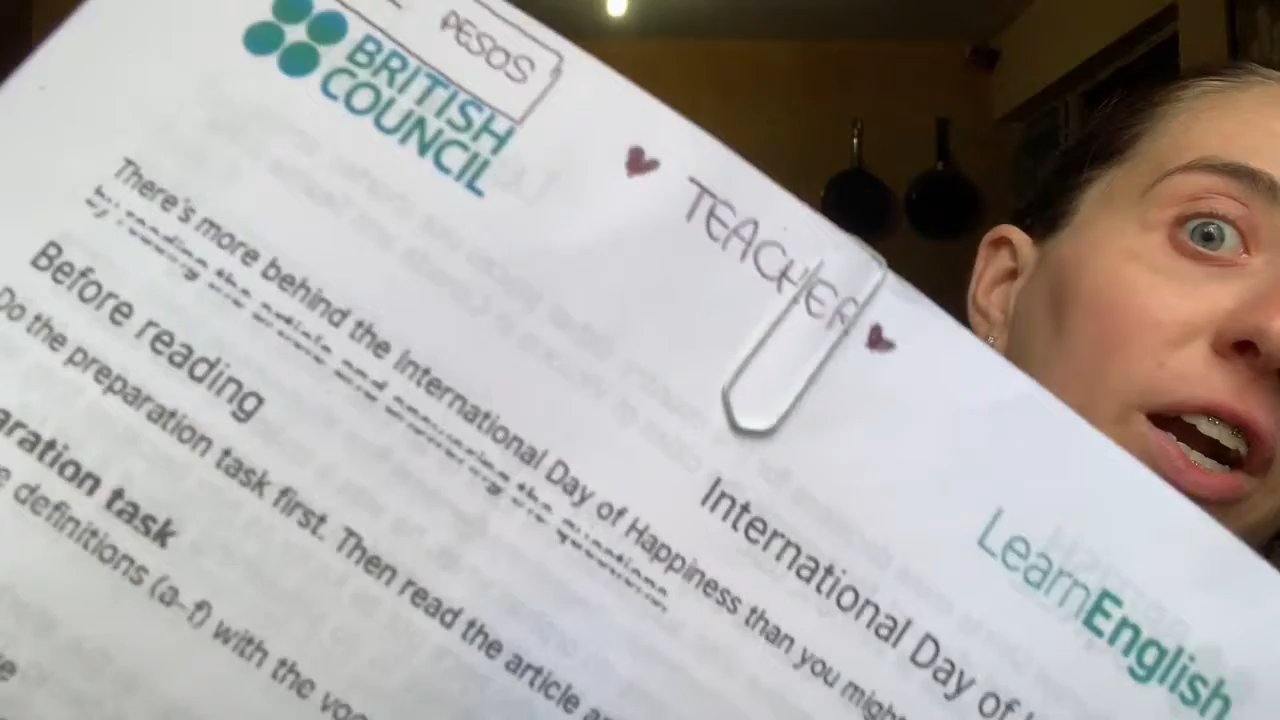 PESOS
BRITISH
COUNCIL
TEACHER
LearnEnglish
International Day of
There's more behind the International Day of Happiness than you might
by reading the article and answering the questions.
Before reading
Do the preparation task first. Then read the article
aration task
definitions (a–f) with the